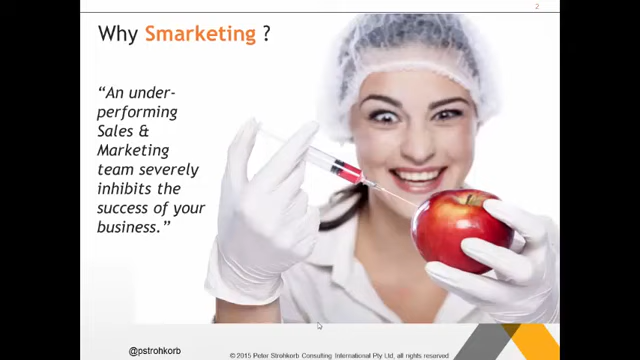 2
Why Smarketing ?
“An under-
performing
Sales &
Marketing
team severely
inhibits the
success of your
business.”
@pstrohkorb
© 2015 Peter Strohkorb Consulting International Pty Ltd, all rights reserved